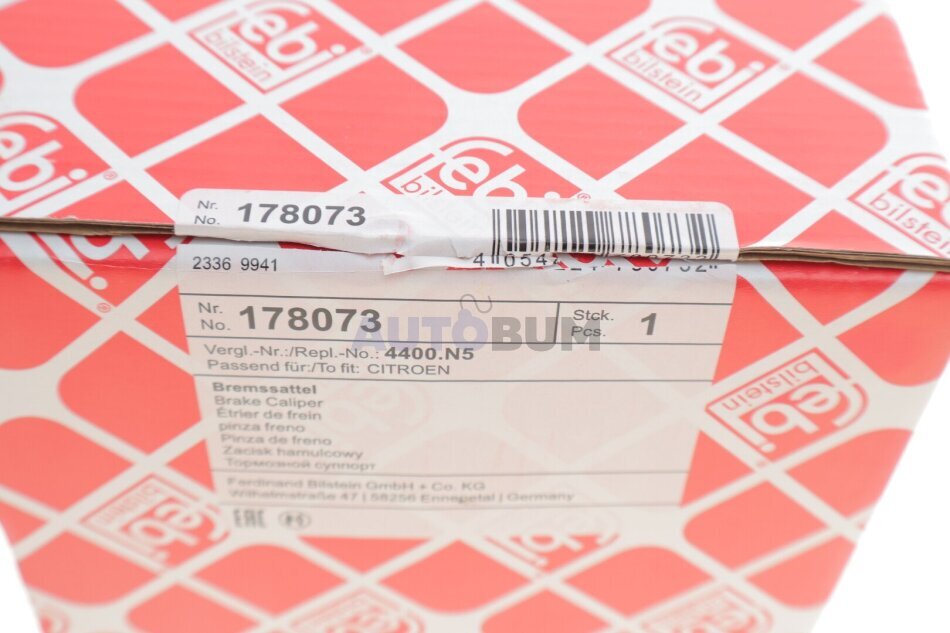 febi
bilstein
febi
bilstein
febi
febi
bilstein
febi
bilstein
Nr.
No. 178073
2336 9941
Nr.
No. 178073
Stck.
Pcs. 1
AUTOBUM
Vergl.-Nr.:/Repl.-No.: 4400.N5
Passend für:/To fit: CITROEN
Bremssattel
Brake Caliper
Étrier de frein
pinza freno
Pinza de freno
Zacisk hamulcowy
Тормозной суппорт
Ferdinand Bilstein GmbH + Co. KG
Wilhelmstraße 47 | 58256 Ennepetal | Germany
EAC
febi
bilstein
febi
bilstein
febi
bilstein